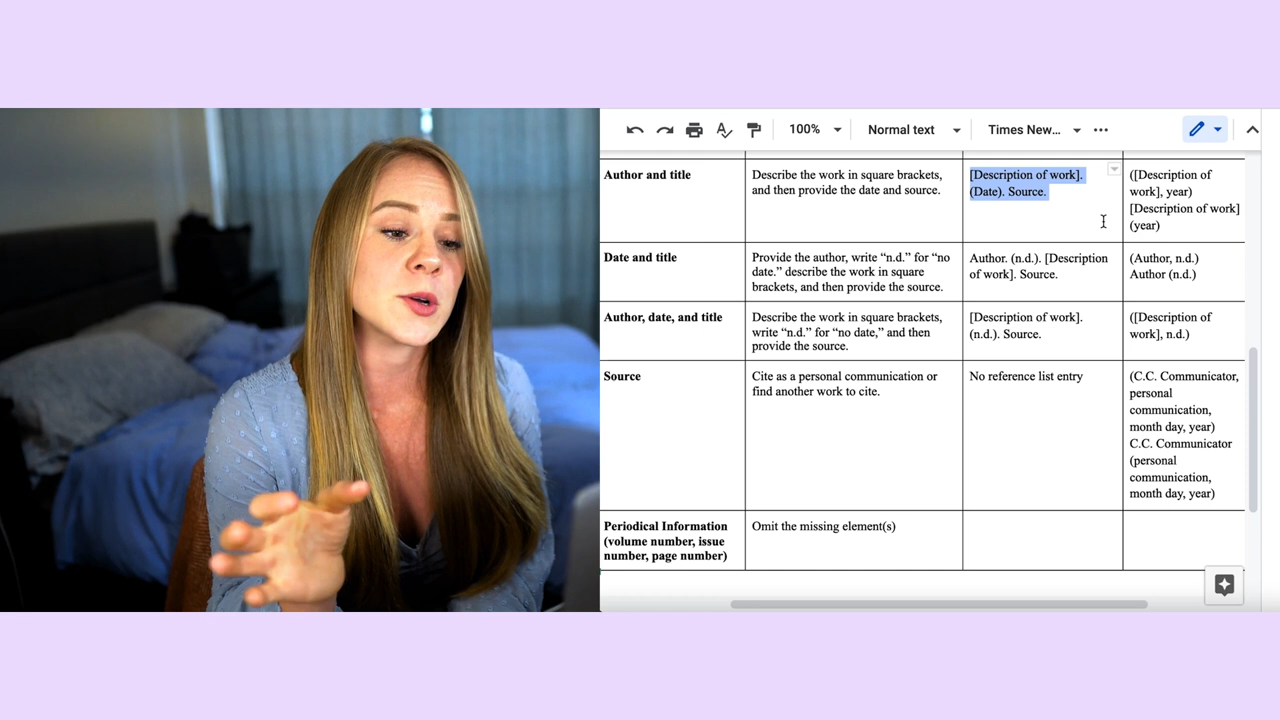 100% Normal text Times New...
Author and title
Describe the work in square brackets,
and then provide the date and source.
[Description of work].
(Date). Source.
([Description of
work], year)
[Description of work]
(year)
Date and title
Provide the author, write “n.d.” for “no
date.” describe the work in square
brackets, and then provide the source.
Author. (n.d.). [Description
of work]. Source.
(Author, n.d.)
Author (n.d.)
Author, date, and title
Describe the work in square brackets,
write “n.d.” for “no date,” and then
provide the source.
[Description of work].
(n.d.). Source.
([Description of
work], n.d.)
Source
Cite as a personal communication or
find another work to cite.
No reference list entry
(C.C. Communicator,
personal
communication,
month day, year)
C.C. Communicator
(personal
communication,
month day, year)
Periodical Information
(volume number, issue
number, page number)
Omit the missing element(s)